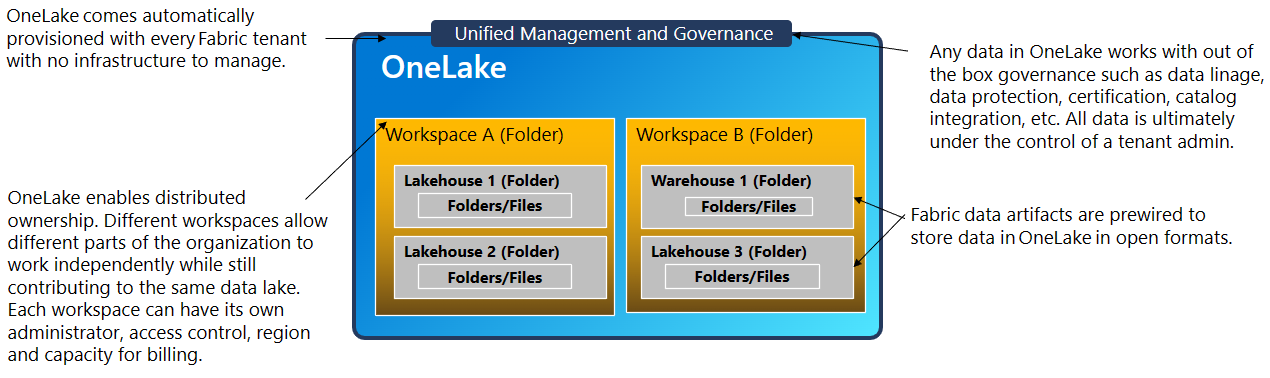 OneLake comes automatically
provisioned with every Fabric tenant
with no infrastructure to manage.
Unified Management and Governance
OneLake
Any data in OneLake works with out of
the box governance such as data linage,
data protection, certification, catalog
integration, etc. All data is ultimately
under the control of a tenant admin.
Workspace A (Folder)
Lakehouse 1 (Folder)
Folders/Files
Lakehouse 2 (Folder)
Folders/Files
Workspace B (Folder)
Warehouse 1 (Folder)
Folders/Files
Lakehouse 3 (Folder)
Folders/Files
OneLake enables distributed
ownership. Different workspaces allow
different parts of the organization to
work independently while still
contributing to the same data lake.
Each workspace can have its own
administrator, access control, region
and capacity for billing.
Fabric data artifacts are prewired to
store data in OneLake in open formats.